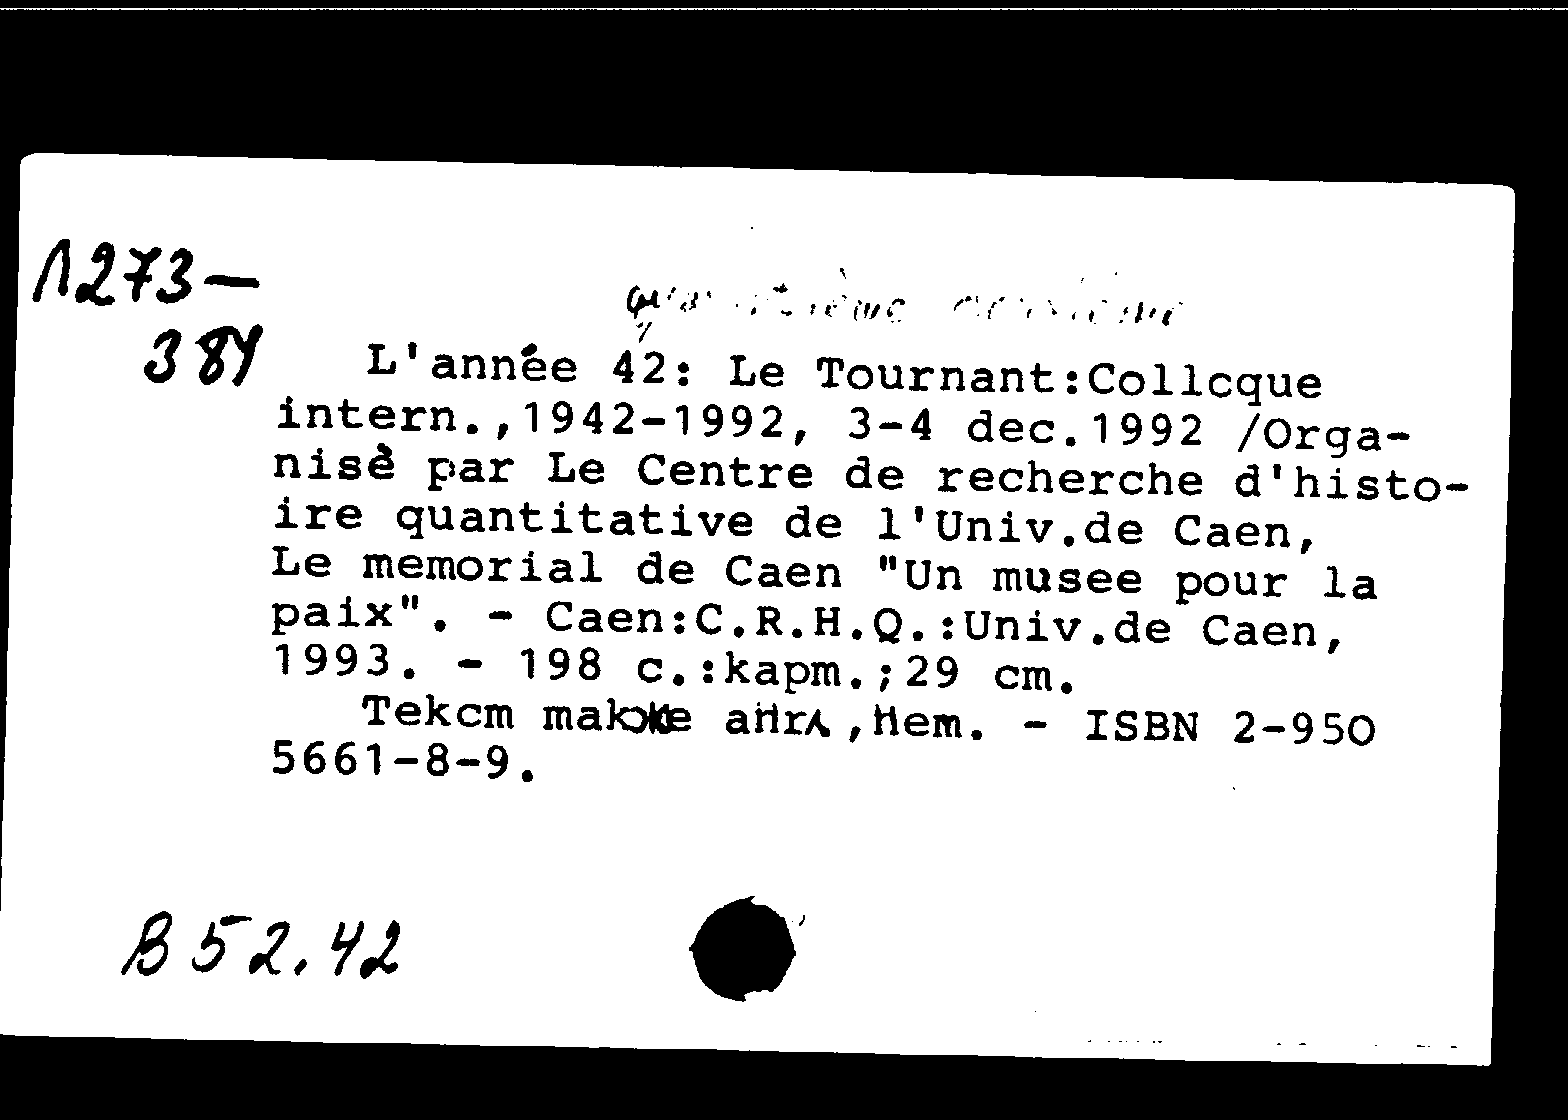 Л273—
384
L'année 42: Le Tournant:Collcque
intern.,1942-1992, 3-4 dec.1992 /Orga-
nisè par Le Centre de recherche d'histo-
ire quantitative de l'Univ.de Caen,
Le memorial de Caen "Un musee pour la
paix". - Caen:C.R.H.Q.:Univ.de Caen,
1993. - 198 c.:kapm.;29 cm.
Tekcm makже aнгл,нem. - ISBN 2-950
5661-8-9.
B 52.42